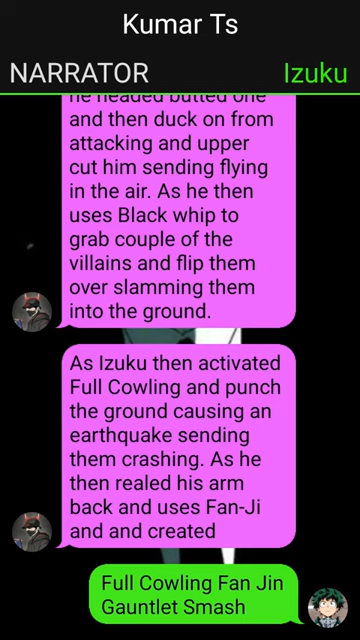 Kumar Ts
NARRATOR
Izuku
he headed butted one
and then duck on from
attacking and upper
cut him sending flying
in the air. As he then
uses Black whip to
grab couple of the
villains and flip them
over slamming them
into the ground.
As Izuku then activated
Full Cowling and punch
the ground causing an
earthquake sending
them crashing. As he
then realed his arm
back and uses Fan-Ji
and and created
Full Cowling Fan Jin
Gauntlet Smash